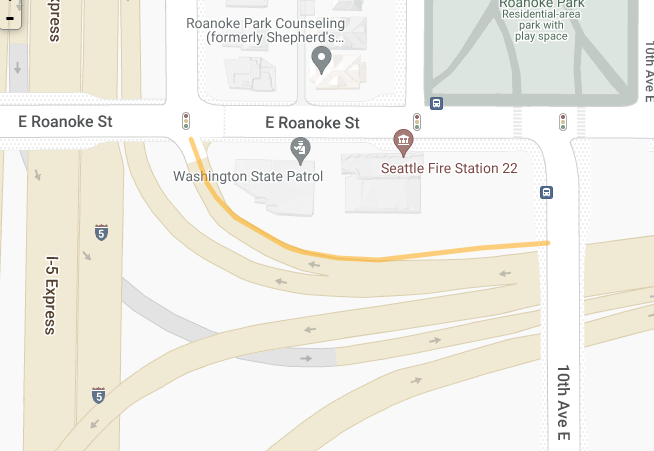 xpress
Roanoke Park Counseling
(formerly Shepherd's...
Roanoke Park
Residential-area
park with
play space
10th Ave E
E Roanoke St
E Roanoke St
Washington State Patrol
Seattle Fire Station 22
5
I-5 Express
5
10th Ave E